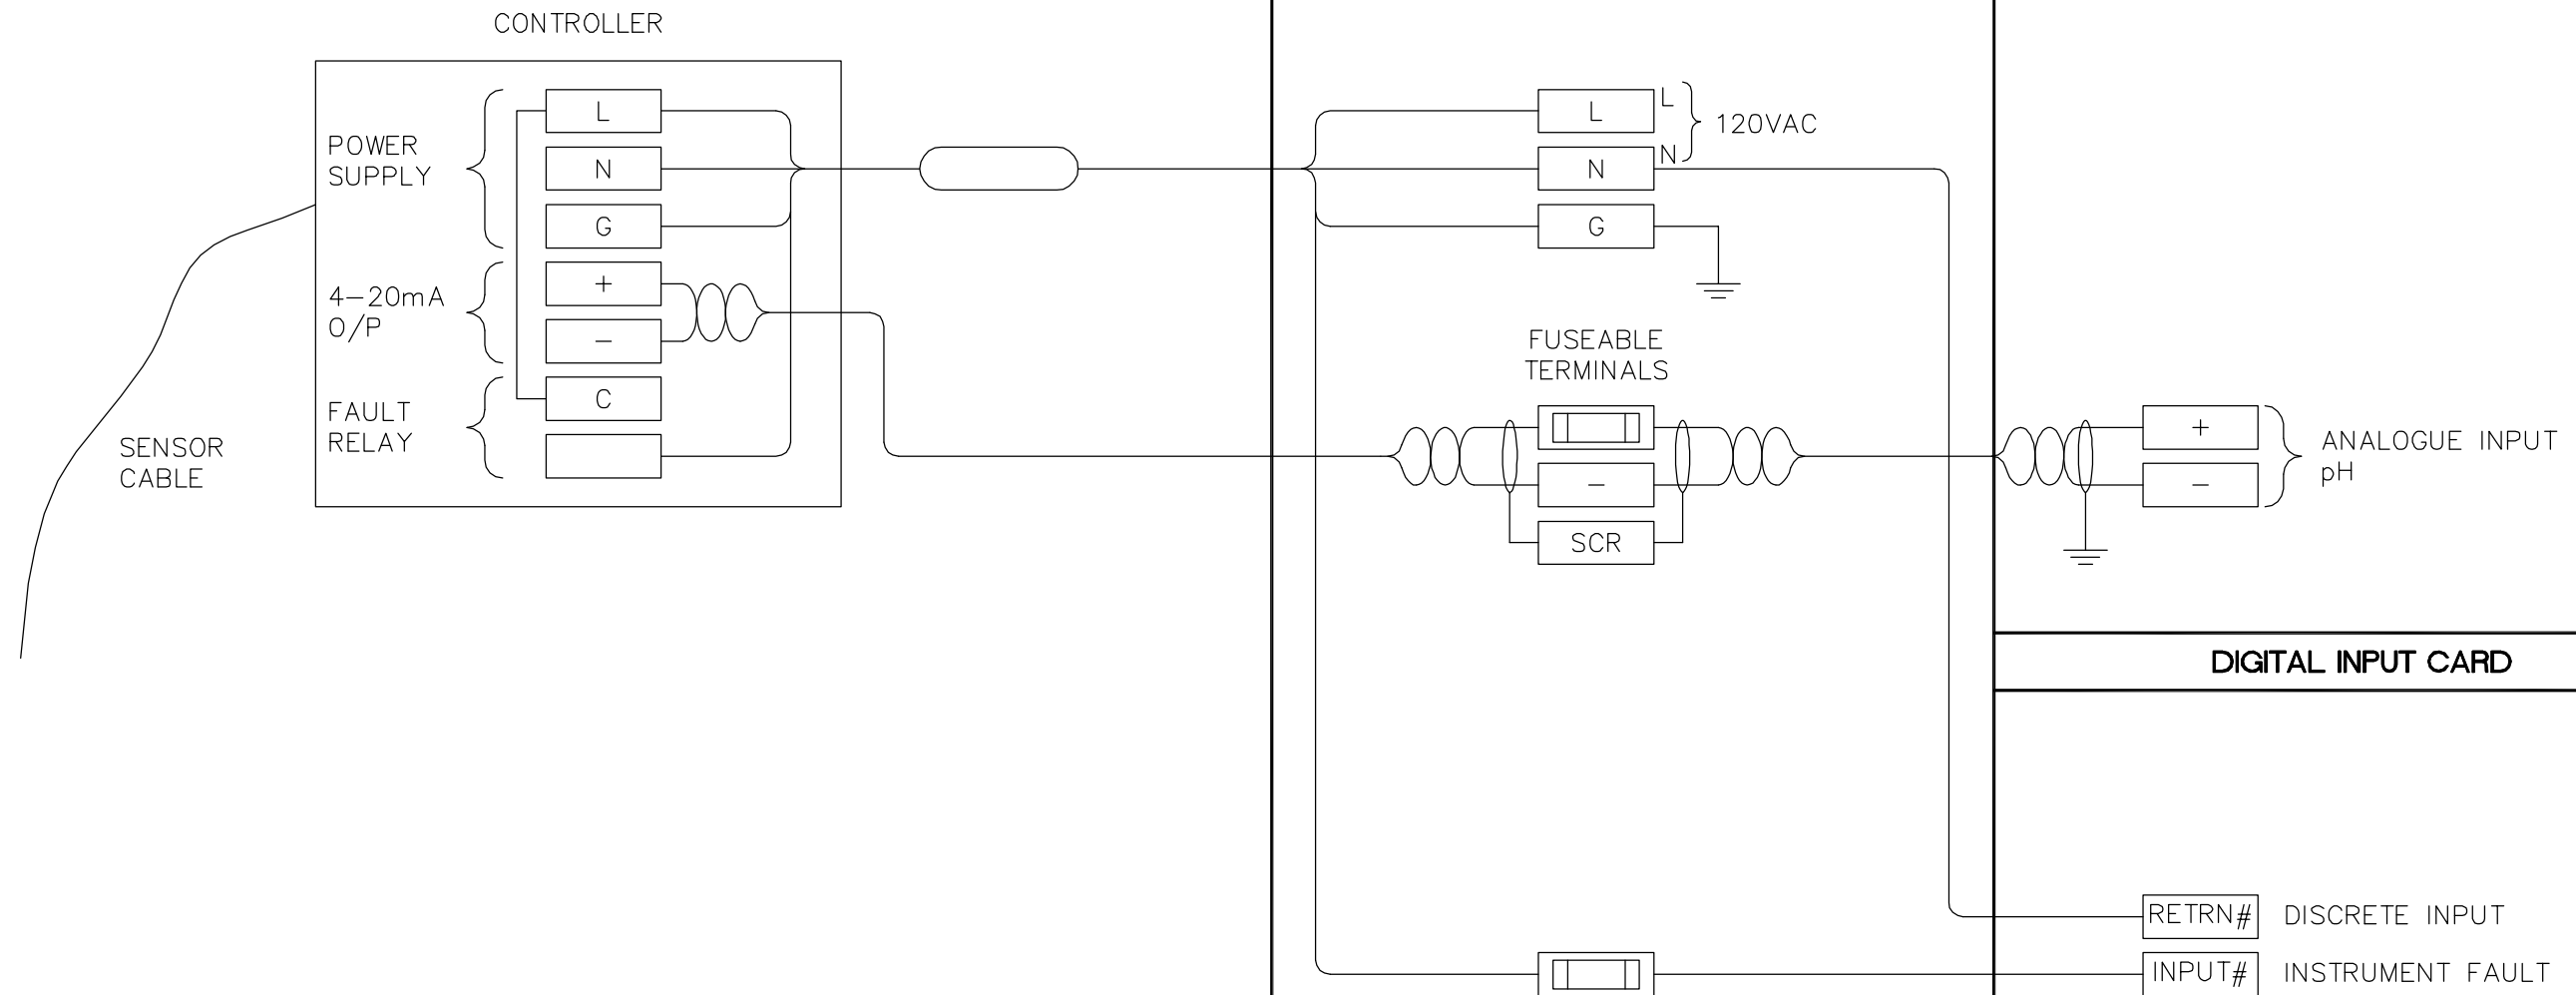 CONTROLLER
POWER
SUPPLY
L
N
G
4-20mA
O/P
+
-
FAULT
RELAY
C
SENSOR
CABLE
L
L
N
N
120VAC
G
FUSEABLE
TERMINALS
-
SCR
+
-
ANALOGUE INPUT
pH
DIGITAL INPUT CARD
RETRN#
DISCRETE INPUT
INPUT#
INSTRUMENT FAULT